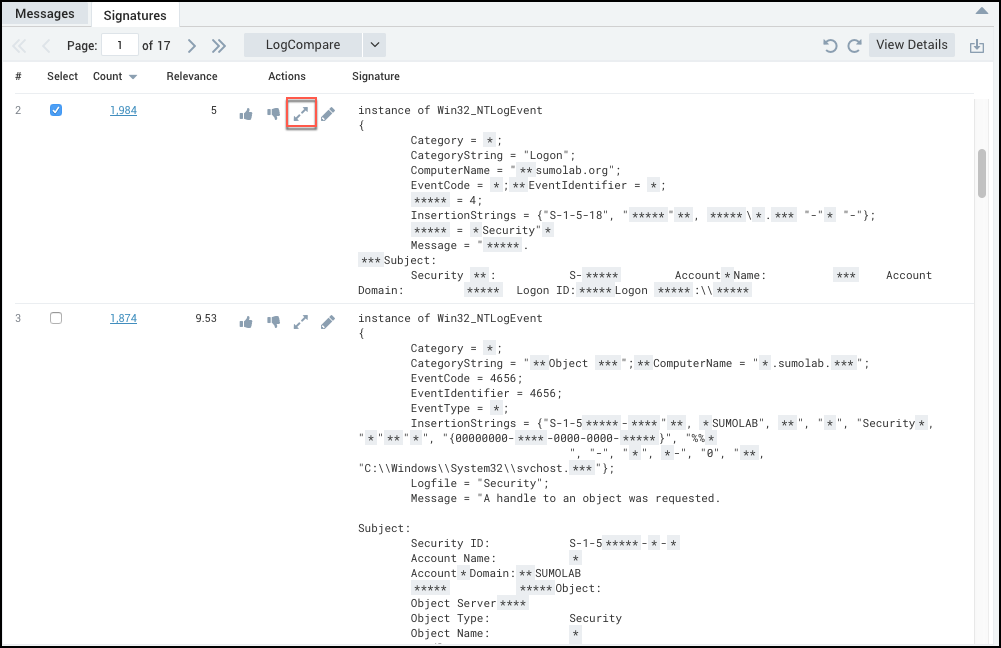 Messages Signatures
Page: 1 of 17 LogCompare View Details
# Select Count Relevance Actions Signature
2 1,984 5 instance of Win32_NTLogEvent
{
Category = *;
CategoryString = "Logon";
ComputerName = "**sumolab.org";
EventCode = *;**EventIdentifier = *;
***** = 4;
InsertionStrings = {"S-1-5-18", "*****"**, *****\*.*** "-"* "-"};
***** = *Security"*
Message = "*****.
***Subject:
Security **: S-***** Account*Name: *** Account
Domain: ***** Logon ID:*****Logon *****:\\*****
3 1,874 9.53 instance of Win32_NTLogEvent
{
Category = *;
CategoryString = "**Object ***";**ComputerName = "*.sumolab.***";
EventCode = 4656;
EventIdentifier = 4656;
EventType = *;
InsertionStrings = {"S-1-5*****-****"**, *SUMOLAB", **", "*", "Security*,
"*"**"*", "{00000000-****-0000-0000-*****}", "%%*
", "-", "*", *-", "0", "**,
"C:\\Windows\\System32\\svchost.***"};
Logfile = "Security";
Message = "A handle to an object was requested.
Subject:
Security ID: S-1-5*****-*-*
Account Name: *
Account*Domain:**SUMOLAB
***** *****Object:
Object Server****
Object Type: Security
Object Name: *